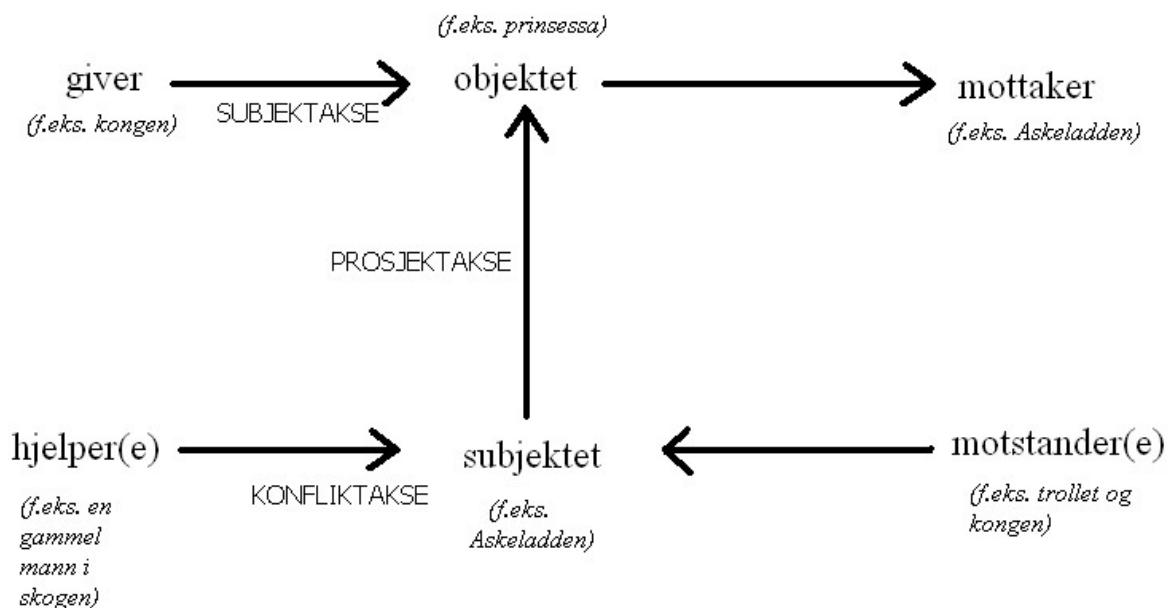 (f.eks. prinsessa)
giver
objektet
mottaker
SUBJEKTAKSE
(f.eks. kongen)
(f.eks. Askeladden)
PROSJEKTAKSE
hjelper(e)
subjektet
motstander(e)
KONFLIKTAKSE
(f.eks. en
gammel
mann i
skogen)
(f.eks.
Askeladden)
(f.eks. trollet og
kongen)